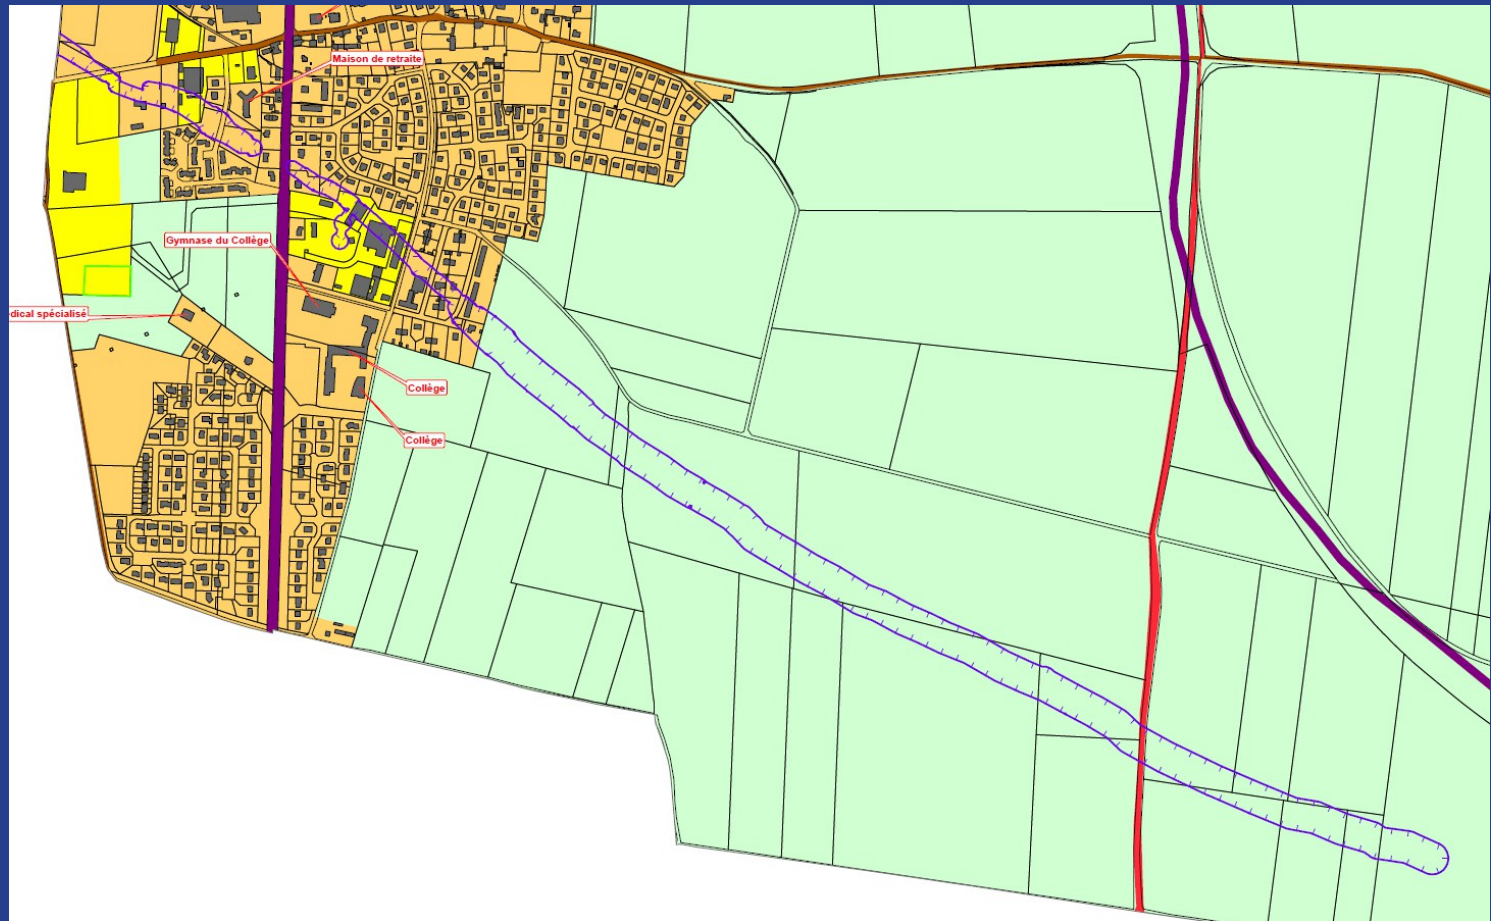 Maison de retraite
Gymnase du Collège
dical spécialisé
Collège
Collège